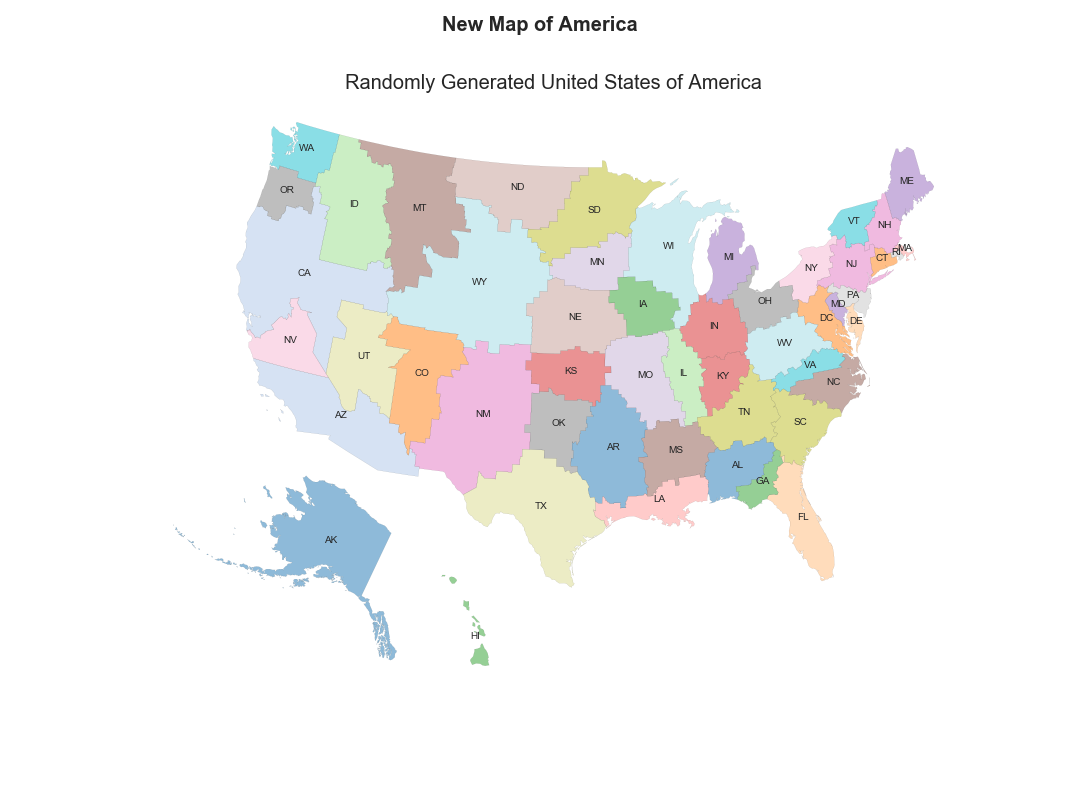 New Map of America
Randomly Generated United States of America
WA
ME
OR
ND
ID
MT
SD
VT
NH
WI
MA
RI
MI
CT
MN
NJ
NY
CA
WY
PA
OH
IA
MD
NE
DC
DE
IN
NV
WV
UT
VA
KS
CO
IL
MO
KY
NC
TN
NM
AZ
OK
SC
AR
MS
AL
GA
LA
TX
FL
AK
HI